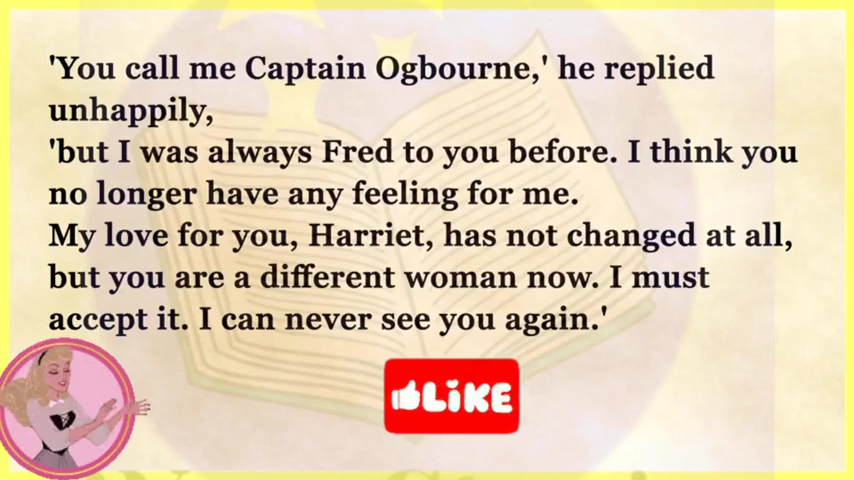 'You call me Captain Ogbourne,' he replied
unhappily,
'but I was always Fred to you before. I think you
no longer have any feeling for me.
My love for you, Harriet, has not changed at all,
but you are a different woman now. I must
accept it. I can never see you again.'
LIKE